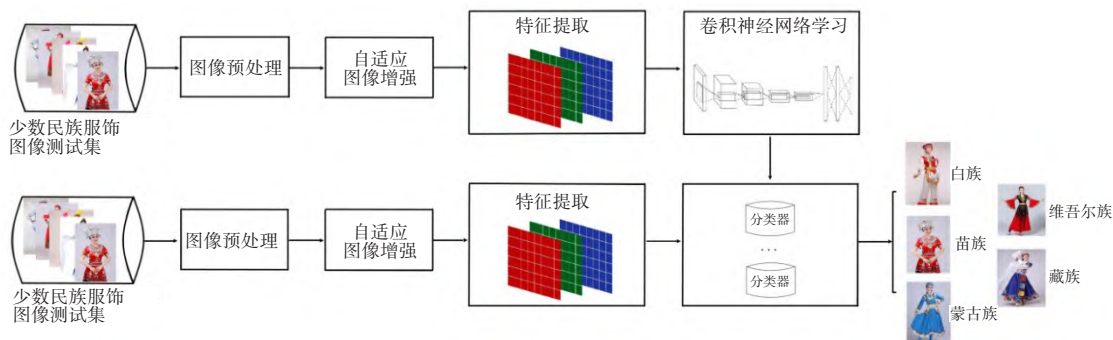 图像预处理
自适应
图像增强
特征提取
卷积神经网络学习
少数民族服饰
图像测试集
图像预处理
自适应
图像增强
特征提取
分类器
...
分类器
少数民族服饰
图像测试集
白族
维吾尔族
苗族
藏族
蒙古族